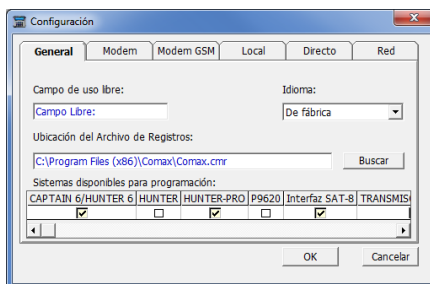 Configuración
General Modem Modem GSM Local Directo Red
Campo de uso libre: Idioma:
Campo Libre: De fábrica
Ubicación del Archivo de Registros:
C:\Program Files (x86)\Comax\Comax.cmr Buscar
Sistemas disponibles para programación:
CAPTAIN 6/HUNTER 6 HUNTER HUNTER-PRO P9620 Interfaz SAT-8
OK Cancelar